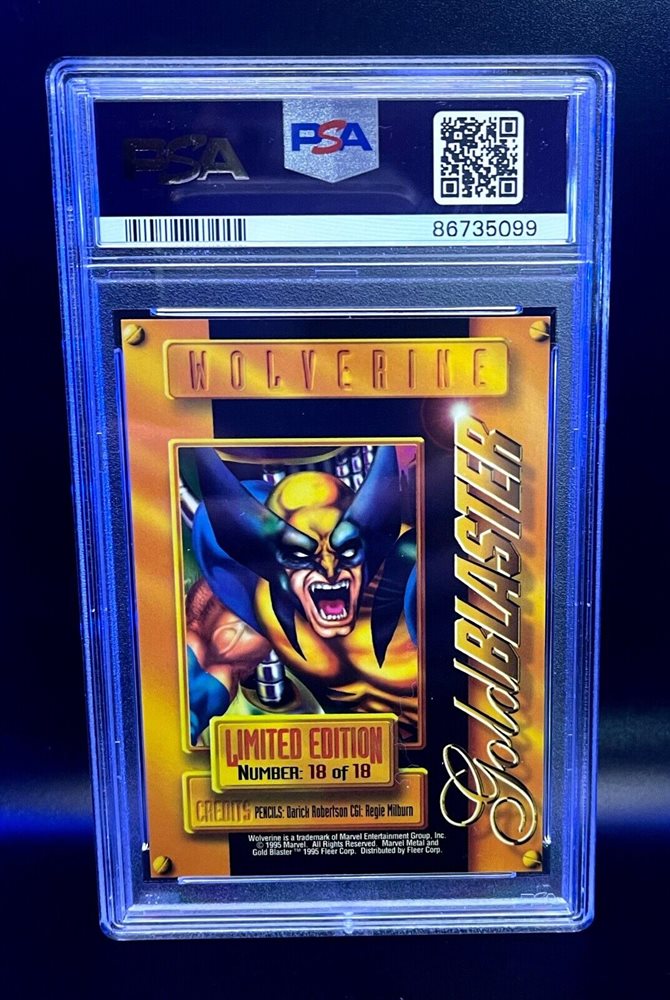 PSA
PSA
86735099
WOLVERINE
GoldBLASTER
LIMITED EDITION
NUMBER: 18 of 18
CREDITS PENCILS: Darick Robertson CGI: Regie Milburn
Wolverine is a trademark of Marvel Entertainment Group, Inc.
© 1995 Marvel. All Rights Reserved. Marvel Metal and
Gold Blaster ™ 1995 Fleer Corp. Distributed by Fleer Corp.
PSA